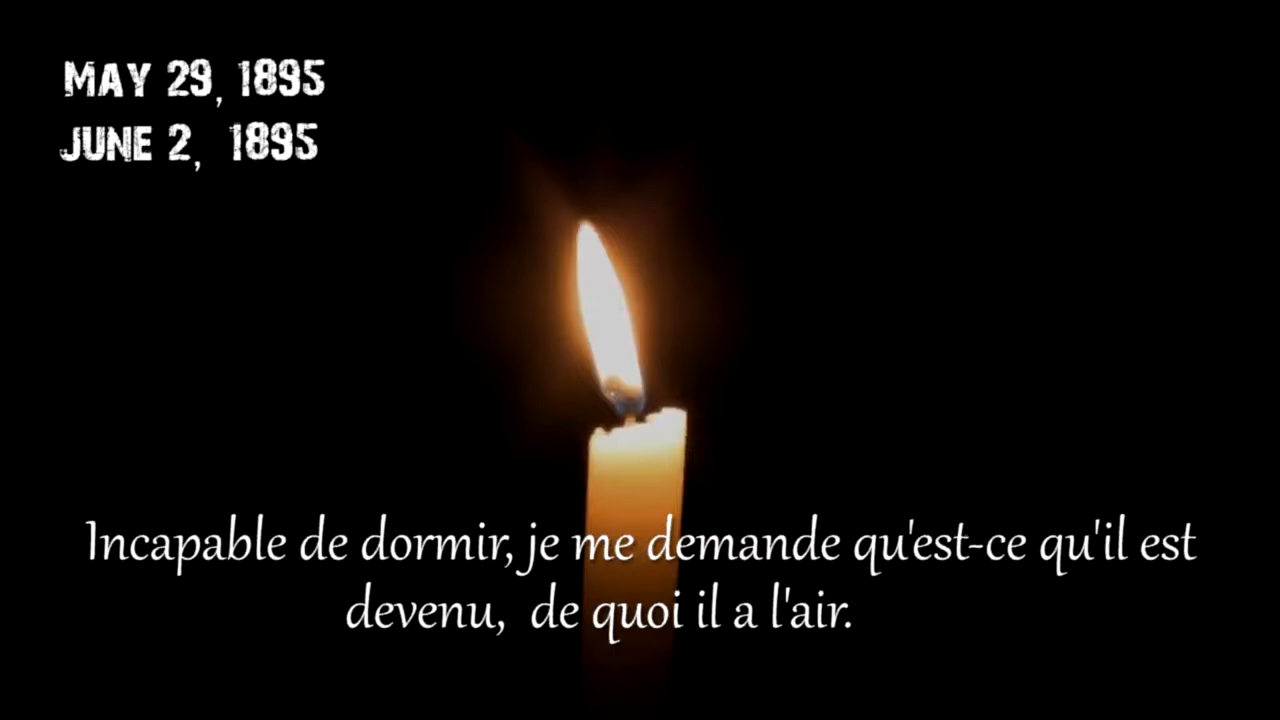 MAY 29, 1895
JUNE 2, 1895
Incapable de dormir, je me demande qu'est-ce qu'il est
devenu, de quoi il a l'air.